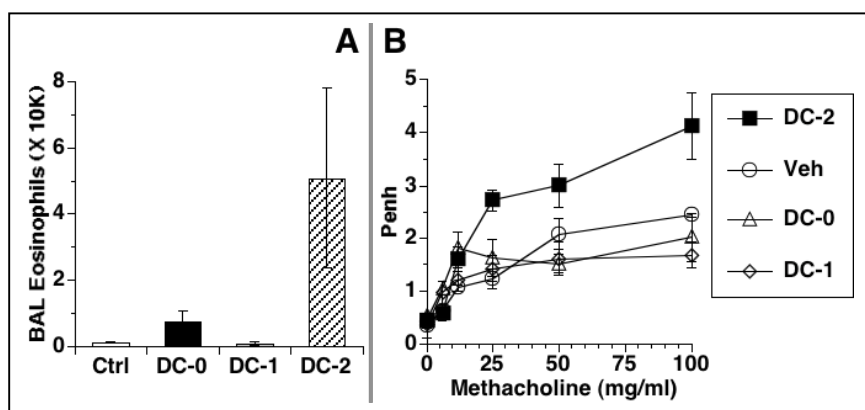 A
BAL Eosinophils (X 10K)
8
6
4
2
0
Ctrl DC-0 DC-1 DC-2
B
Penh
5
4
3
2
1
0
0 25 50 75 100
Methacholine (mg/ml)
DC-2
Veh
DC-0
DC-1